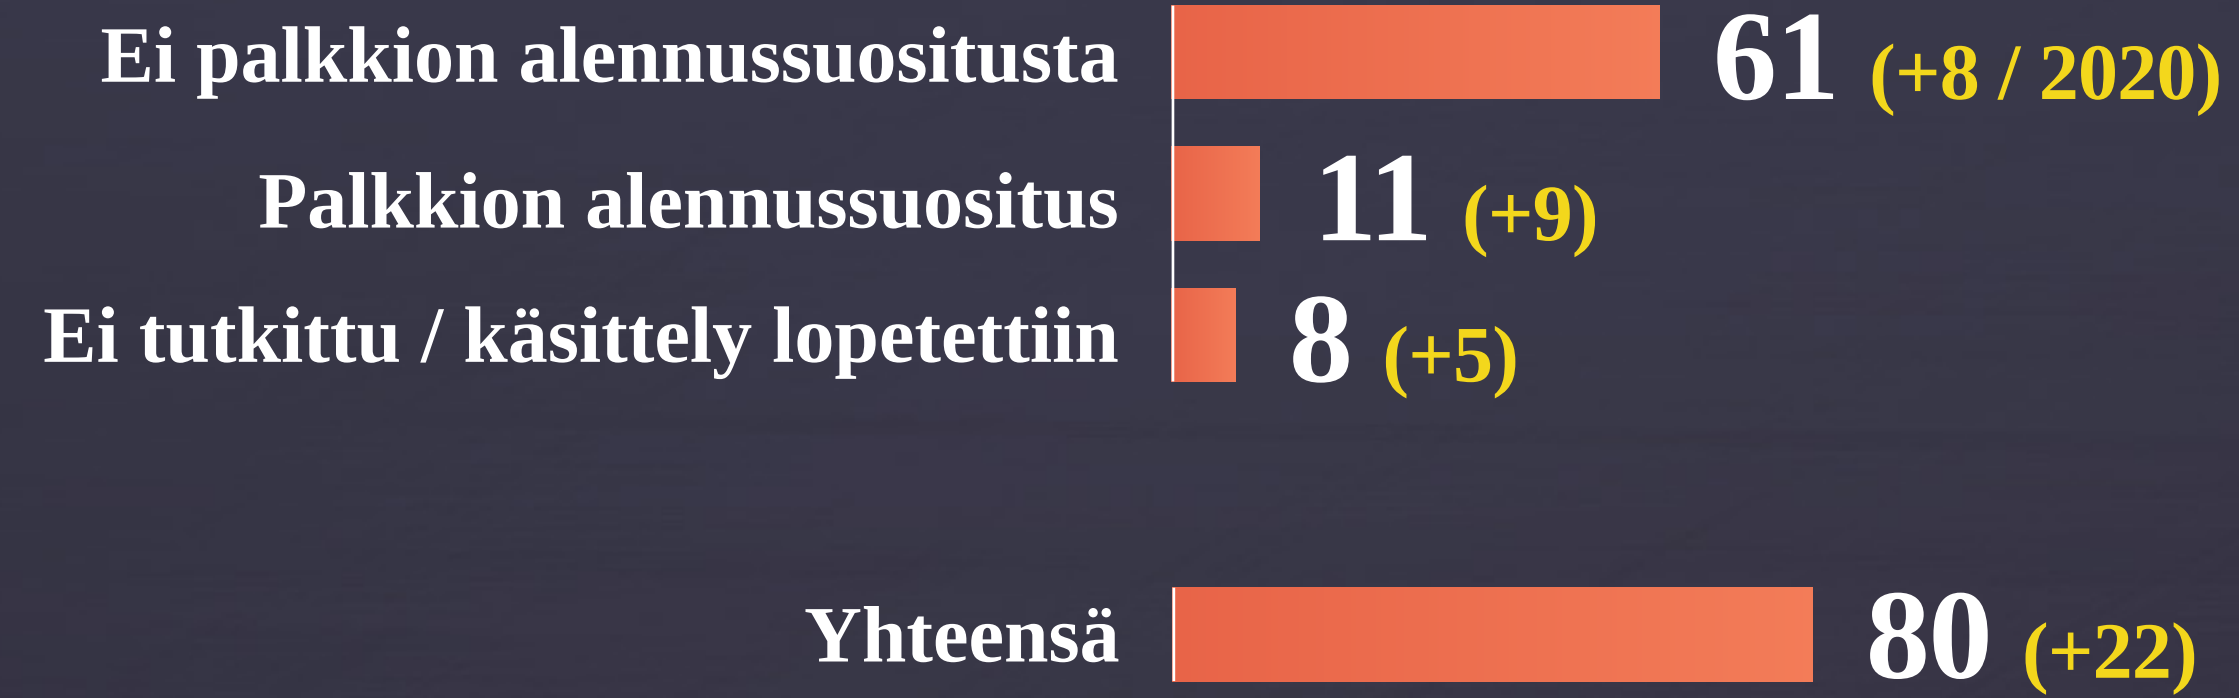 Ei palkkion alennussuositusta 61 (+8 / 2020)
Palkkion alennussuositus 11 (+9)
Ei tutkittu / käsittely lopetettiin 8 (+5)
Yhteensä 80 (+22)